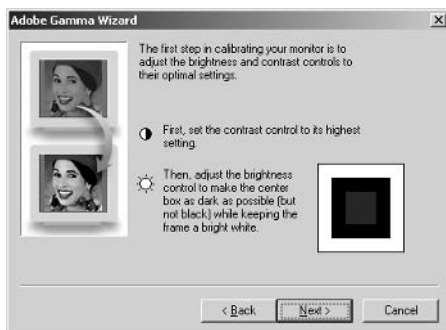 Adobe Gamma Wizard
The first step in calibrating your monitor is to
adjust the brightness and contrast controls to
their optimal settings.
First, set the contrast control to its highest
setting.
Then, adjust the brightness
control to make the center
box as dark as possible (but
not black) while keeping the
frame a bright white.
< Back
Next >
Cancel